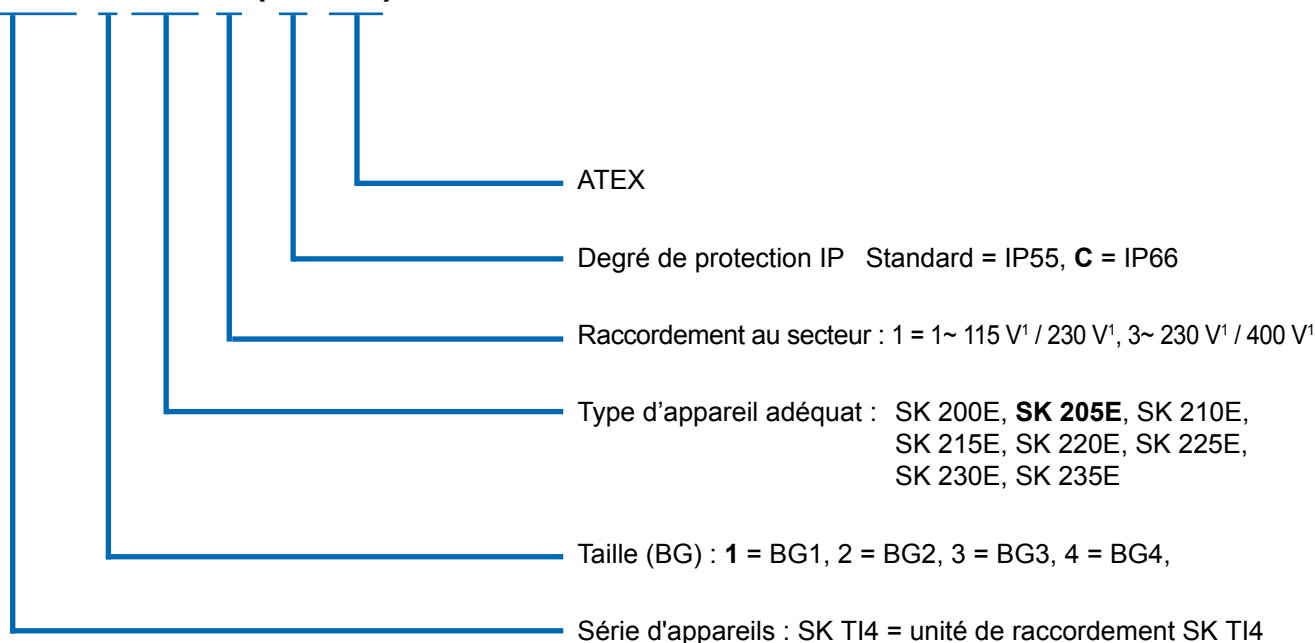 ATEX
Degré de protection IP Standard = IP55, C = IP66
Raccordement au secteur : 1 = 1~ 115 V¹ / 230 V¹, 3~ 230 V¹ / 400 V¹
Type d’appareil adéquat : SK 200E, SK 205E, SK 210E,
SK 215E, SK 220E, SK 225E,
SK 230E, SK 235E
Taille (BG) : 1 = BG1, 2 = BG2, 3 = BG3, 4 = BG4,
Série d'appareils : SK TI4 = unité de raccordement SK TI4